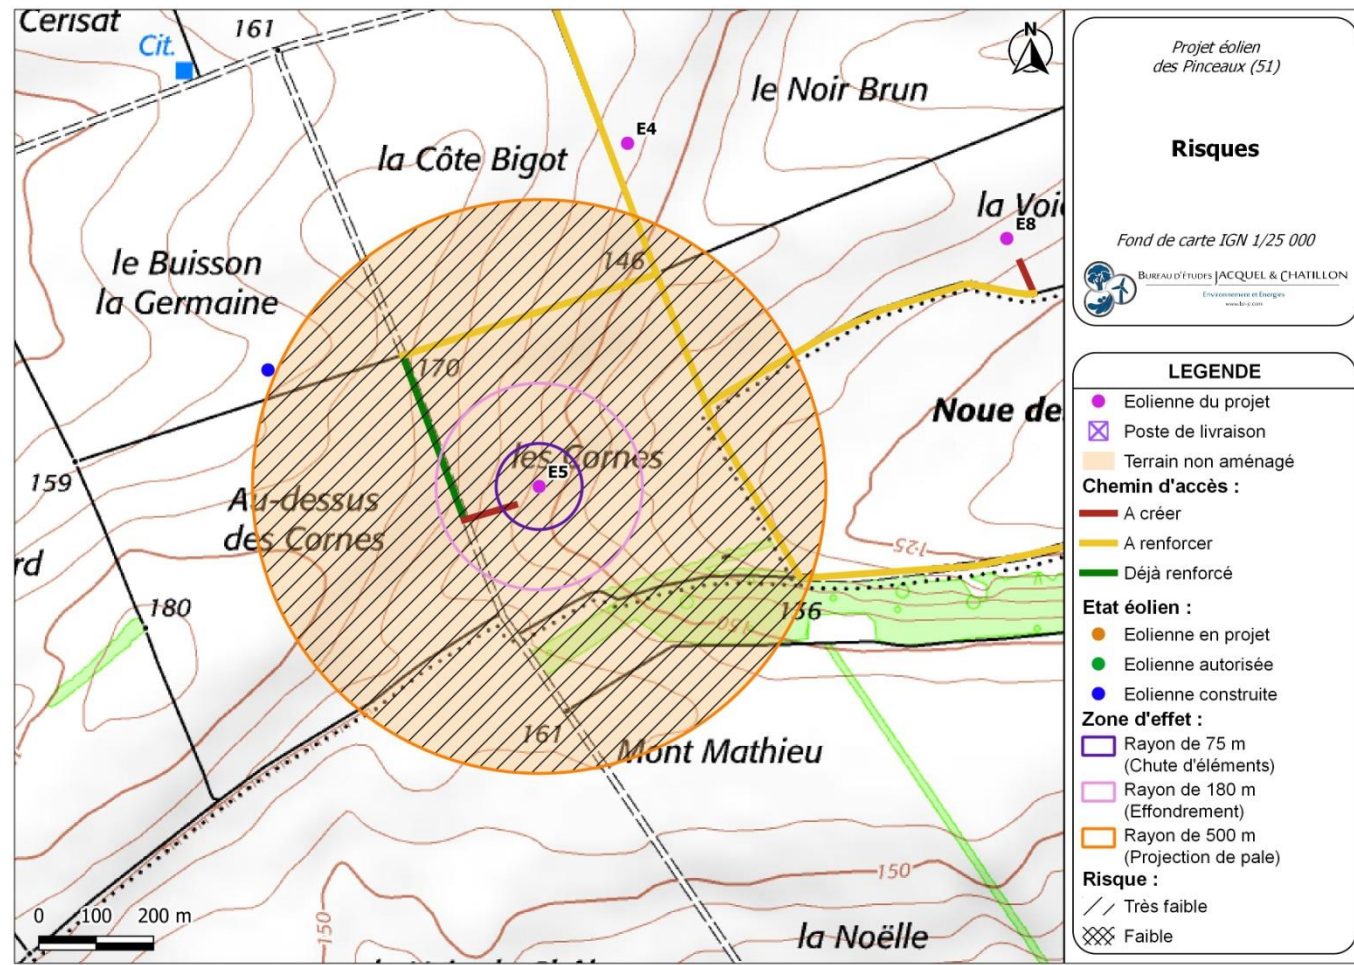 Cerisat
Cit.
161
N
le Noir Brun
E4
la Côte Bigot
la Voi
E8
le Buisson
la Germaine
146
170
Noue de
les Cornes
E5
159
Au-dessus
des Cornes
125
rd
180
136
150
161
Mont Mathieu
150
150
la Noëlle
0 100 200 m
Projet éolien
des Pinceaux (51)
Risques
Fond de carte IGN 1/25 000
BUREAU D'ÉTUDES JACQUEL & CHATILLON
Environnement et Energies
LEGENDE
Eolienne du projet
Poste de livraison
Terrain non aménagé
Chemin d'accès :
A créer
A renforcer
Déjà renforcé
Etat éolien :
Eolienne en projet
Eolienne autorisée
Eolienne construite
Zone d'effet :
Rayon de 75 m
(Chute d'éléments)
Rayon de 180 m
(Effondrement)
Rayon de 500 m
(Projection de pale)
Risque :
Très faible
Faible